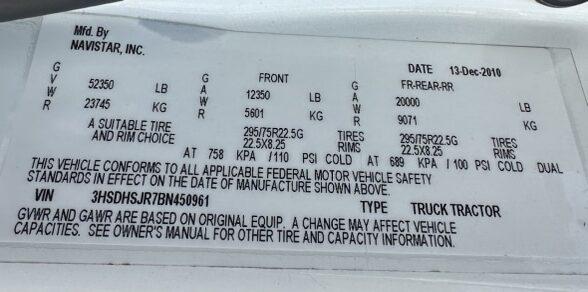 Mfd. By
NAVISTAR, INC.
DATE 13-Dec-2010
GVWR 52350 LB 23745 KG
GAWR FRONT 12350 LB 5601 KG
GAWR FR-REAR-RR 20000 LB 9071 KG
A SUITABLE TIRE AND RIM CHOICE
295/75R22.5G TIRES 295/75R22.5G TIRES
22.5X8.25 RIMS 22.5X8.25 RIMS
AT 758 KPA /110 PSI COLD AT 689 KPA /100 PSI COLD DUAL
THIS VEHICLE CONFORMS TO ALL APPLICABLE FEDERAL MOTOR VEHICLE SAFETY
STANDARDS IN EFFECT ON THE DATE OF MANUFACTURE SHOWN ABOVE.
VIN 3HSDHSJR7BN450961 TYPE TRUCK TRACTOR
GVWR AND GAWR ARE BASED ON ORIGINAL EQUIP. A CHANGE MAY AFFECT VEHICLE
CAPACITIES. SEE OWNER'S MANUAL FOR OTHER TIRE AND CAPACITY INFORMATION.